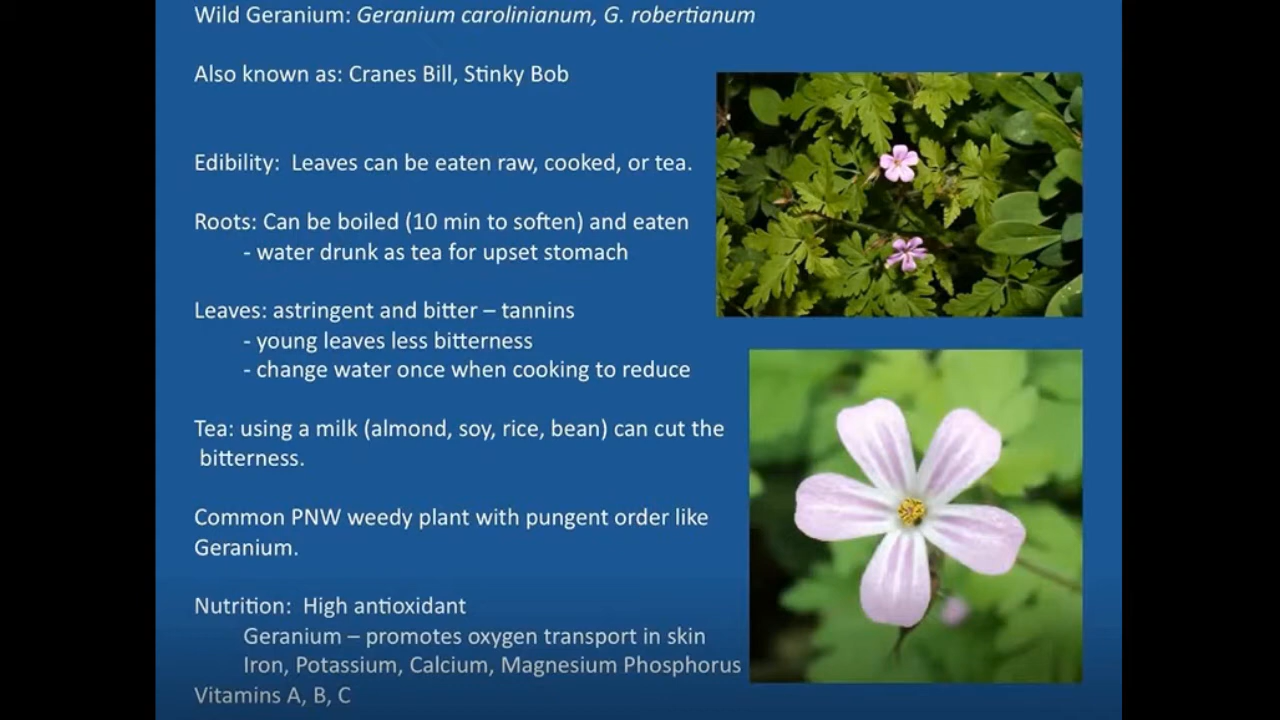 Wild Geranium: Geranium carolinianum, G. robertianum
Also known as: Cranes Bill, Stinky Bob
Edibility: Leaves can be eaten raw, cooked, or tea.
Roots: Can be boiled (10 min to soften) and eaten
- water drunk as tea for upset stomach
Leaves: astringent and bitter – tannins
- young leaves less bitterness
- change water once when cooking to reduce
Tea: using a milk (almond, soy, rice, bean) can cut the
bitterness.
Common PNW weedy plant with pungent order like
Geranium.
Nutrition: High antioxidant
Geranium – promotes oxygen transport in skin
Iron, Potassium, Calcium, Magnesium Phosphorus
Vitamins A, B, C